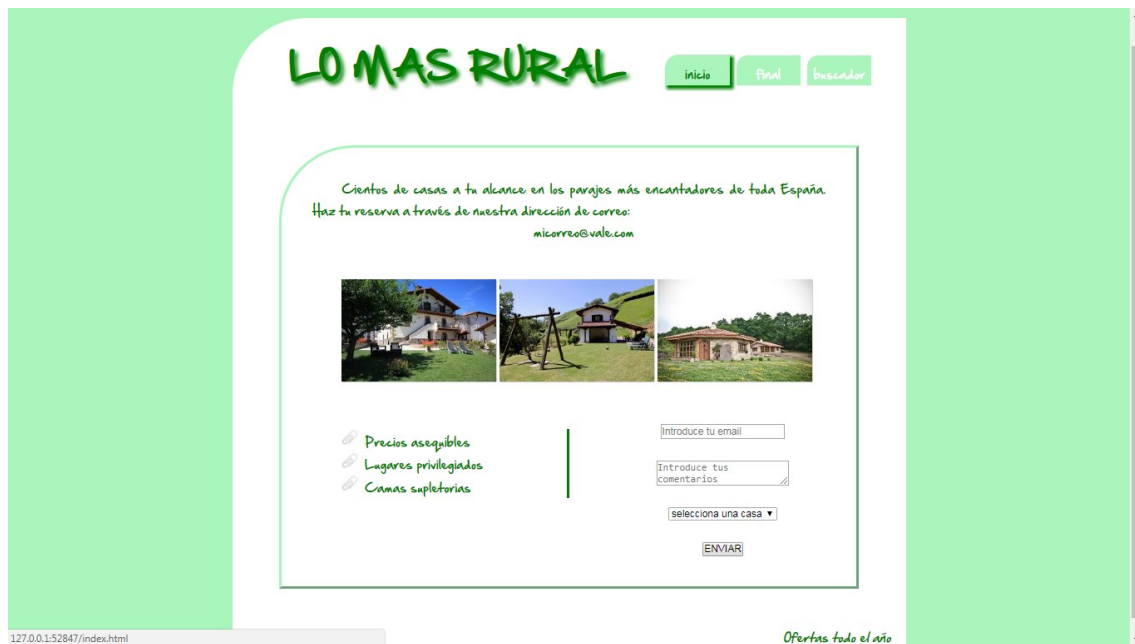 LO MAS RURAL
inicio final buscador
Cientos de casas a tu alcance en los parajes más encantadores de toda España.
Haz tu reserva a través de nuestra dirección de correo:
micorreo@vale.com
Precios asequibles
Lugares privilegiados
Camas supletorias
Introduce tu email
Introduce tus
comentarios
selecciona una casa
ENVIAR
Ofertas todo el año
127.0.0.1:52847/index.html